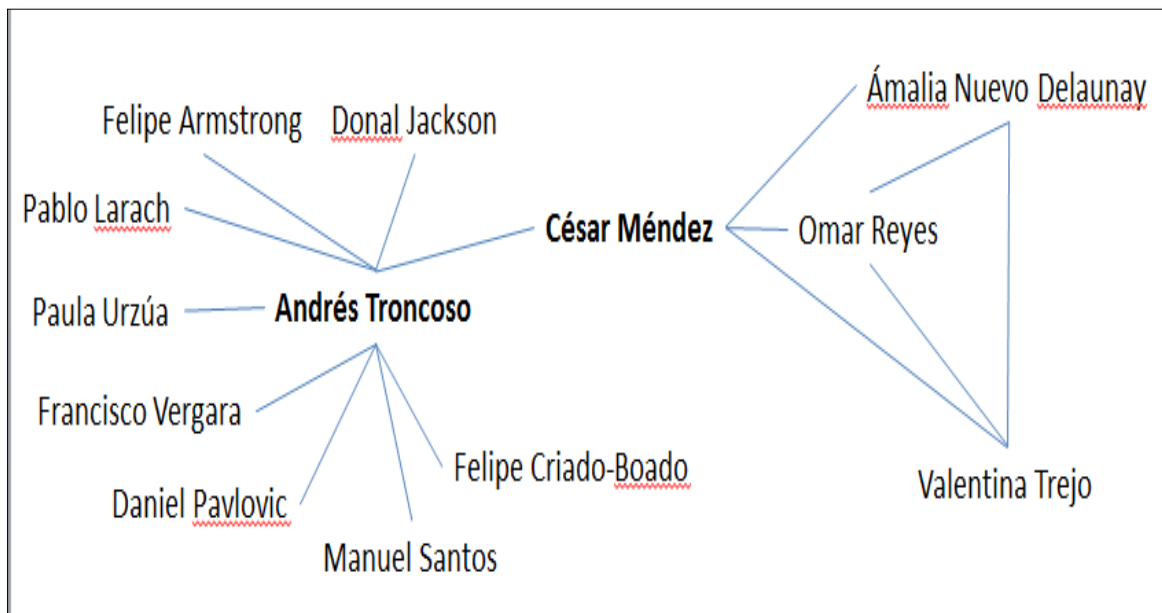 Ámalia Nuevo Delaunay
Felipe Armstrong
Donal Jackson
Pablo Larach
César Méndez
Omar Reyes
Paula Urzúa
Andrés Troncoso
Francisco Vergara
Felipe Criado-Boado
Valentina Trejo
Daniel Pavlovic
Manuel Santos